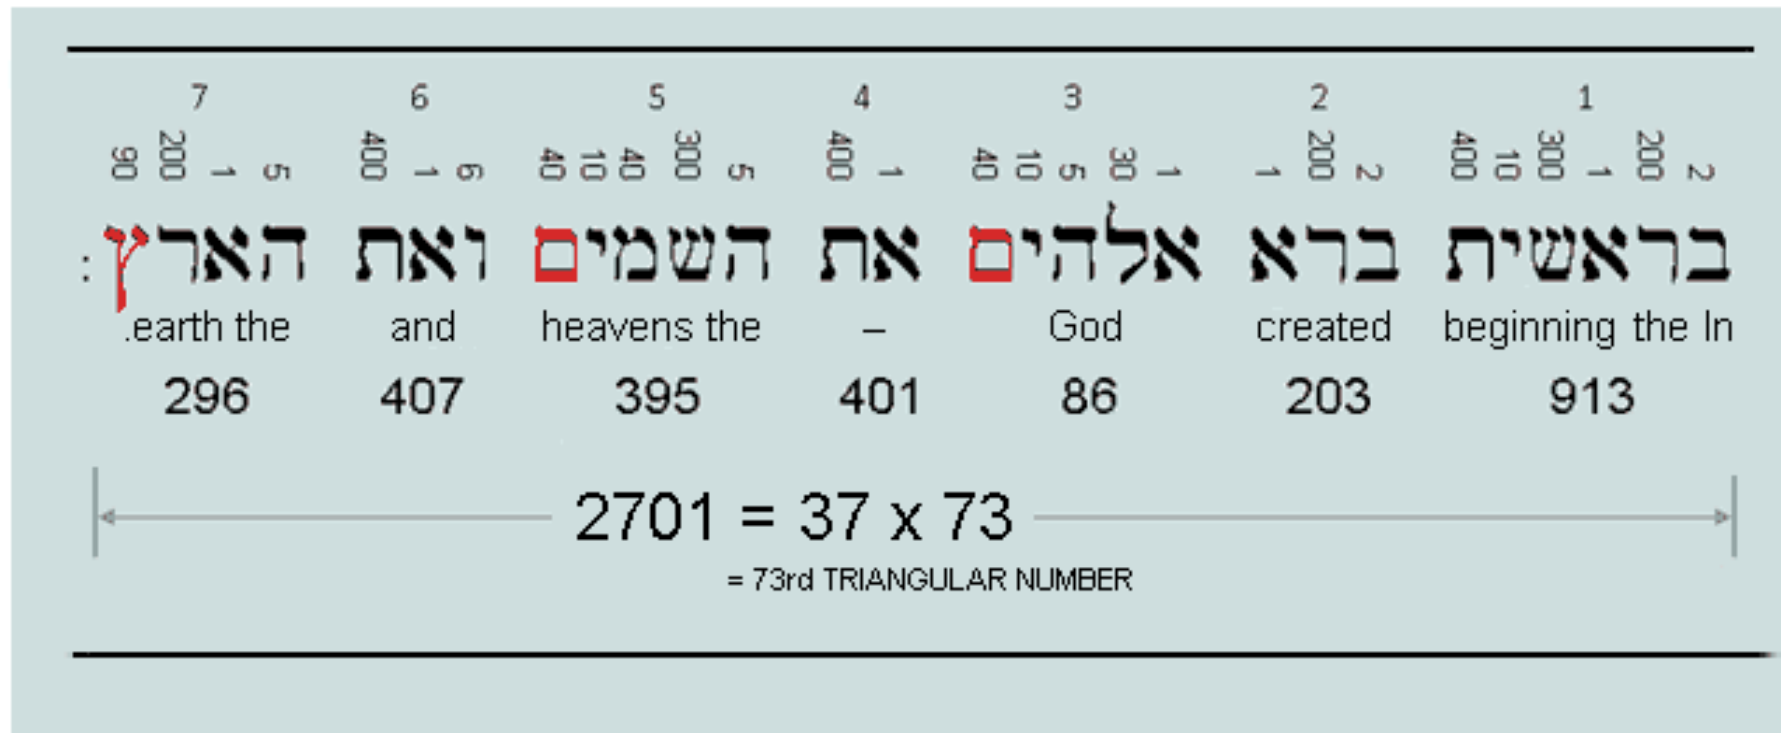 7 6 5 4 3 2 1
90 200 1 5 400 1 6 40 10 40 300 5 400 1 40 10 5 30 1 1 200 2 400 10 300 1 200 2
בראשית ברא אלהים את השמים ואת הארץ :
.earth the and heavens the – God created beginning the In
296 407 395 401 86 203 913
2701 = 37 x 73
= 73rd TRIANGULAR NUMBER